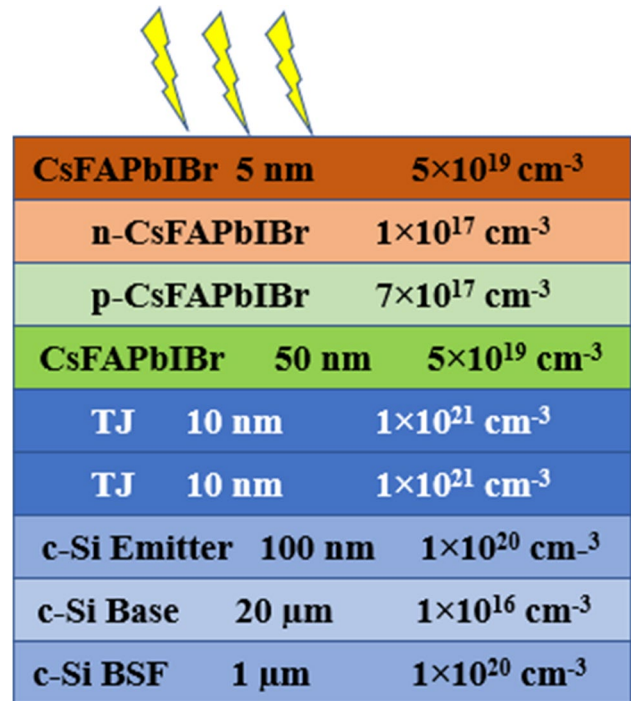 CsFAPbIBr 5 nm 5×10¹⁹ cm⁻³
n-CsFAPbIBr 1×10¹⁷ cm⁻³
p-CsFAPbIBr 7×10¹⁷ cm⁻³
CsFAPbIBr 50 nm 5×10¹⁹ cm⁻³
TJ 10 nm 1×10²¹ cm⁻³
TJ 10 nm 1×10²¹ cm⁻³
c-Si Emitter 100 nm 1×10²⁰ cm⁻³
c-Si Base 20 μm 1×10¹⁶ cm⁻³
c-Si BSF 1 μm 1×10²⁰ cm⁻³